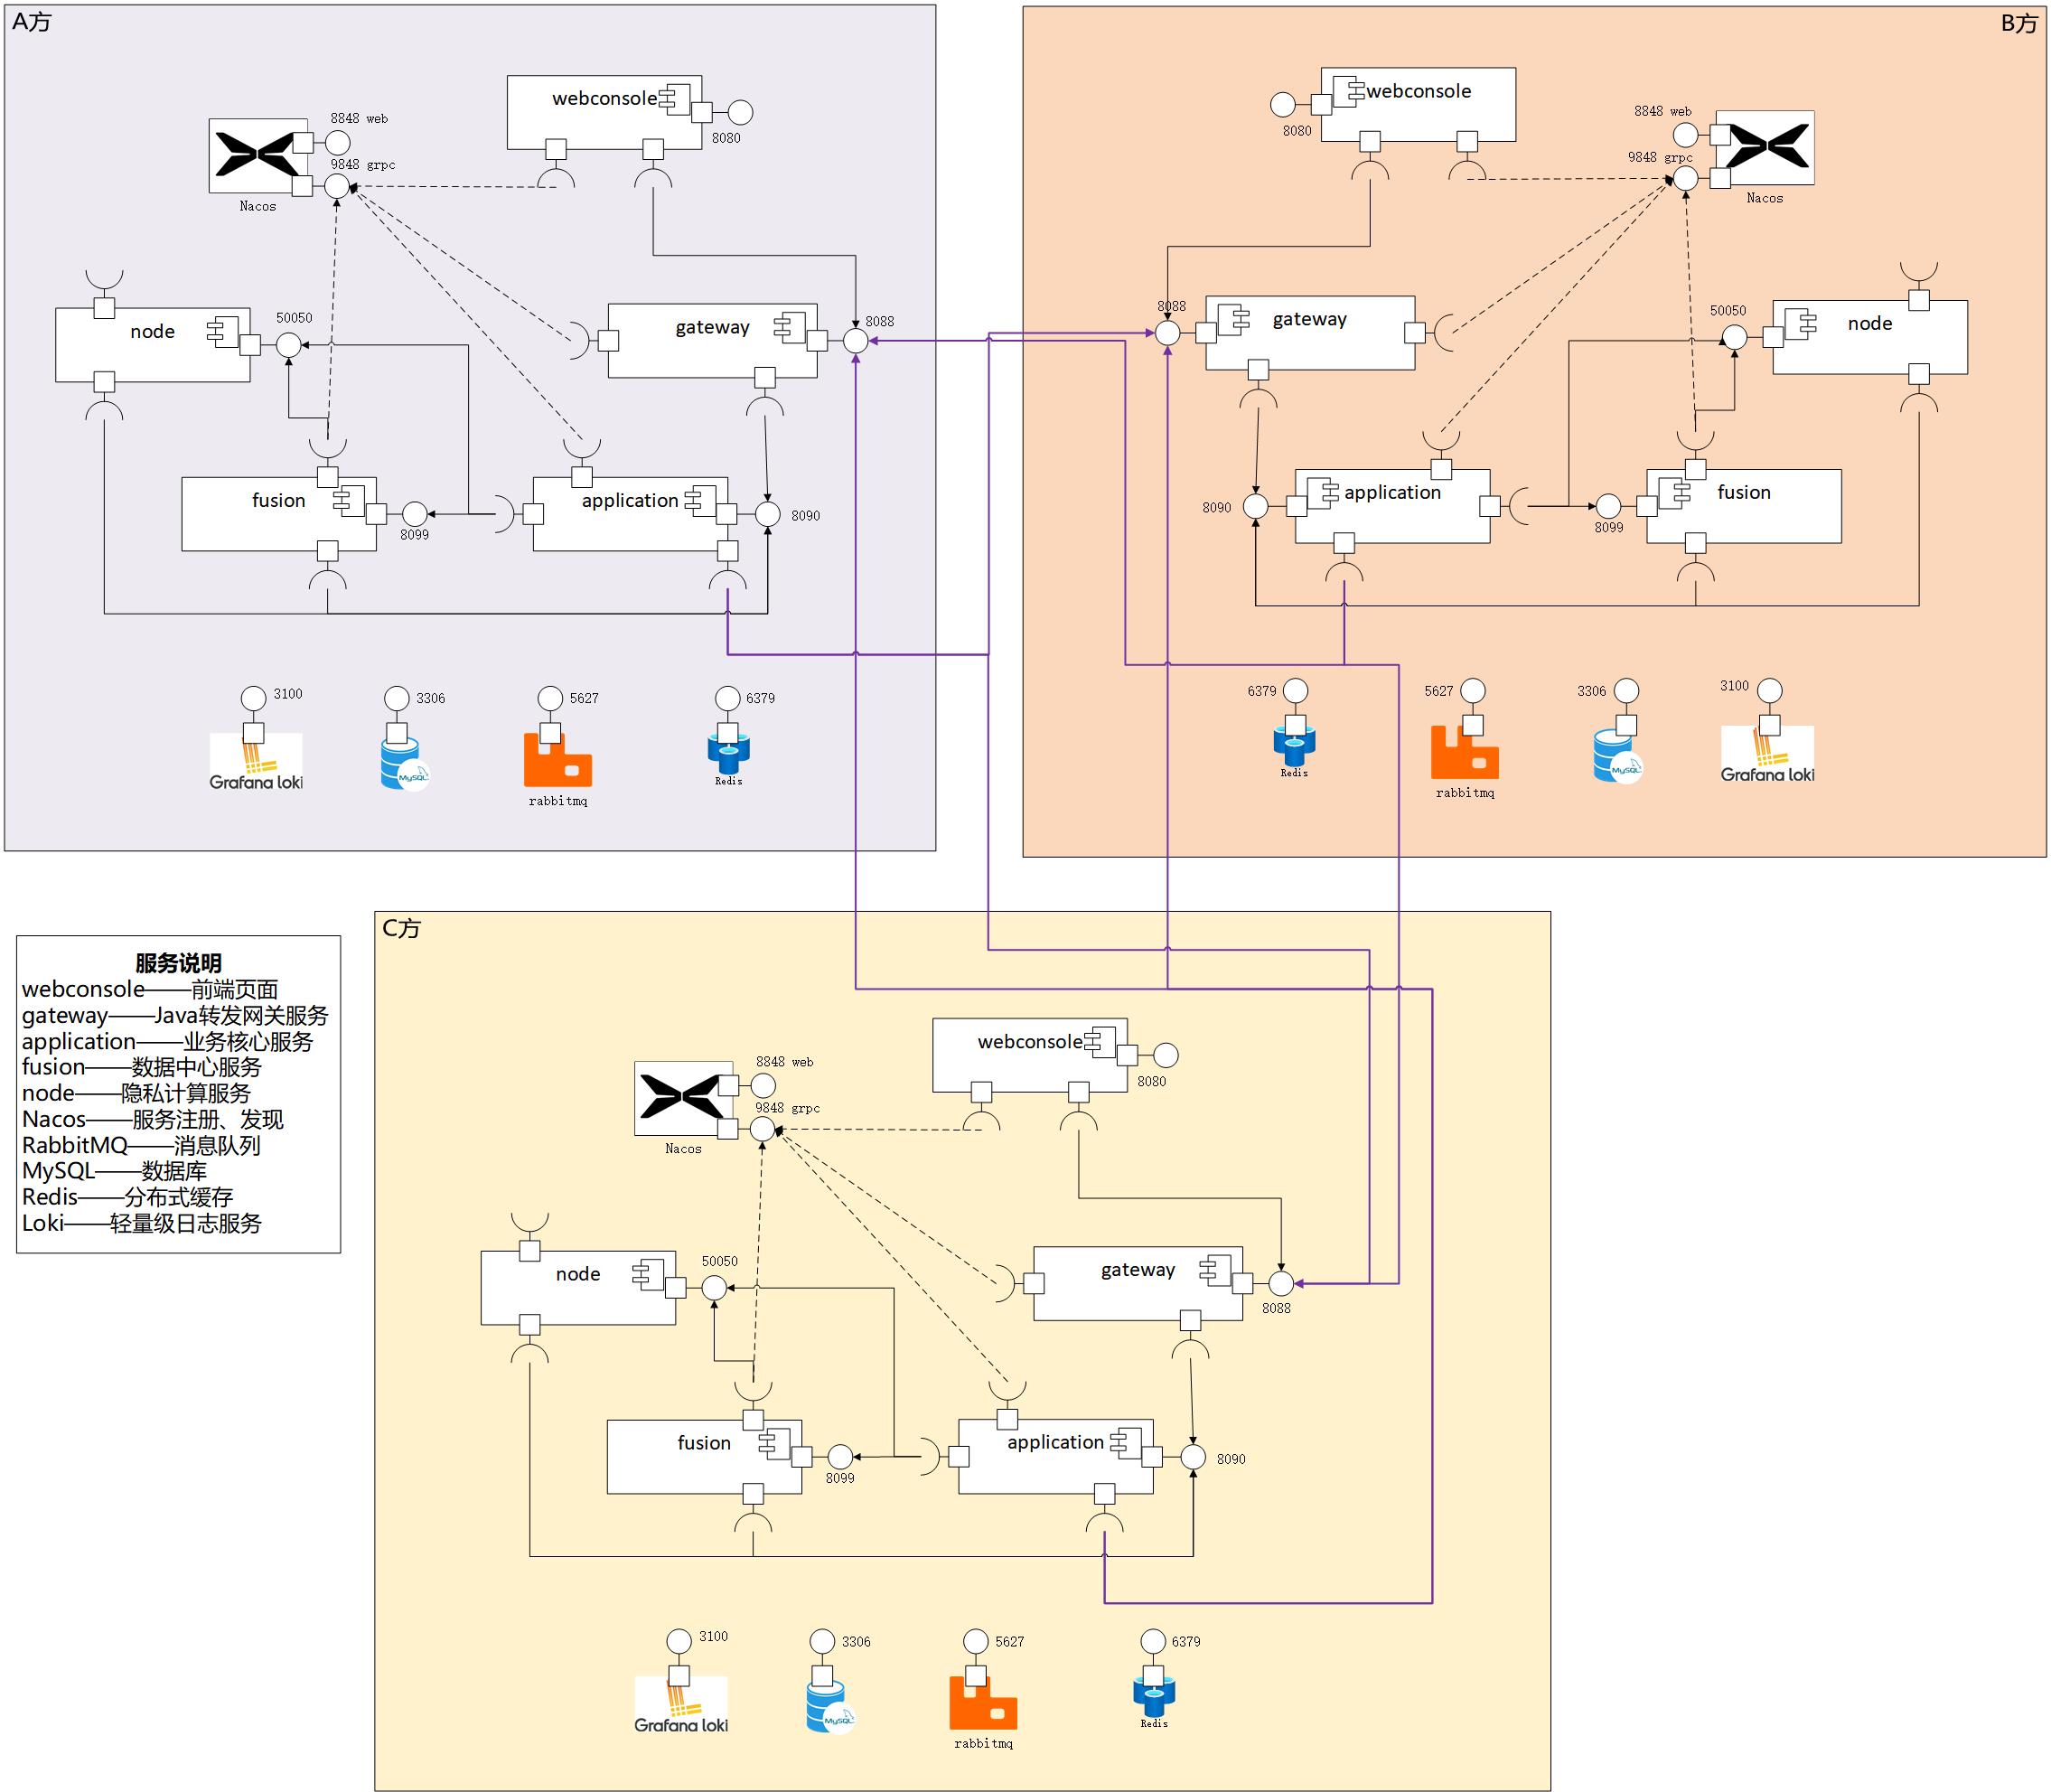 A方
webconsole
8080
8848 web
9848 grpc
Nacos
node
50050
gateway
8088
fusion
8099
application
8090
3100
Grafana loki
3306
MySQL
5627
rabbitmq
6379
Redis
B方
webconsole
8080
8848 web
9848 grpc
Nacos
8088
gateway
50050
node
8090
application
8099
fusion
6379
Redis
5627
rabbitmq
3306
MySQL
3100
Grafana loki
服务说明
webconsole——前端页面
gateway——Java转发网关服务
application——业务核心服务
fusion——数据中心服务
node——隐私计算服务
Nacos——服务注册、发现
RabbitMQ——消息队列
MySQL——数据库
Redis——分布式缓存
Loki——轻量级日志服务
C方
webconsole
8080
8848 web
9848 grpc
Nacos
node
50050
gateway
8088
fusion
8099
application
8090
3100
Grafana loki
3306
MySQL
5627
rabbitmq
6379
Redis